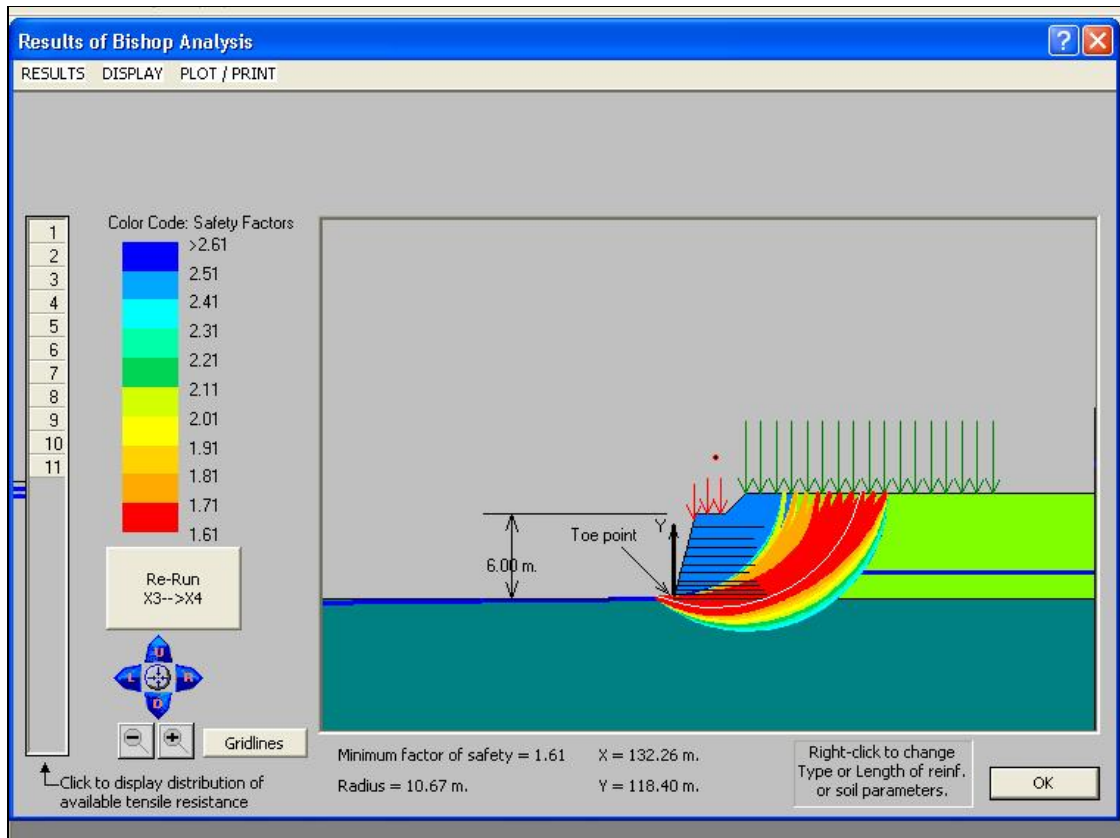 Results of Bishop Analysis
RESULTS DISPLAY PLOT / PRINT
1
2
3
4
5
6
7
8
9
10
11
Color Code: Safety Factors
>2.61
2.51
2.41
2.31
2.21
2.11
2.01
1.91
1.81
1.71
1.61
Re-Run
X3-->X4
U
L R
D
Gridlines
Click to display distribution of
available tensile resistance
Y
Toe point
6.00 m.
Minimum factor of safety = 1.61 X = 132.26 m.
Radius = 10.67 m. Y = 118.40 m.
Right-click to change
Type or Length of reinf.
or soil parameters.
OK